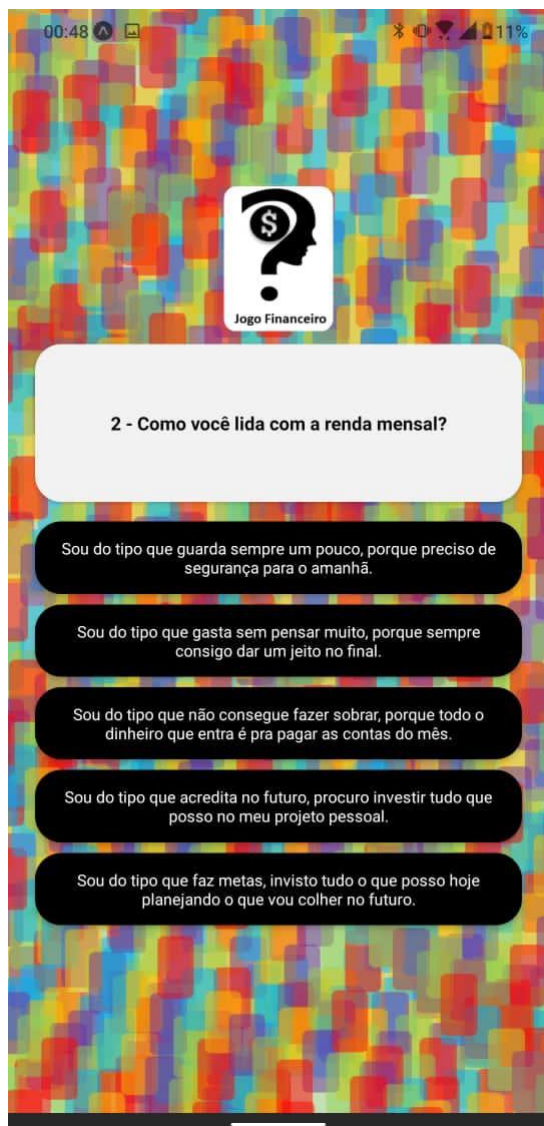 00:48
11%
$
Jogo Financeiro
2 - Como você lida com a renda mensal?
Sou do tipo que guarda sempre um pouco, porque preciso de
segurança para o amanhã.
Sou do tipo que gasta sem pensar muito, porque sempre
consigo dar um jeito no final.
Sou do tipo que não consegue fazer sobrar, porque todo o
dinheiro que entra é pra pagar as contas do mês.
Sou do tipo que acredita no futuro, procuro investir tudo que
posso no meu projeto pessoal.
Sou do tipo que faz metas, invisto tudo o que posso hoje
planejando o que vou colher no futuro.